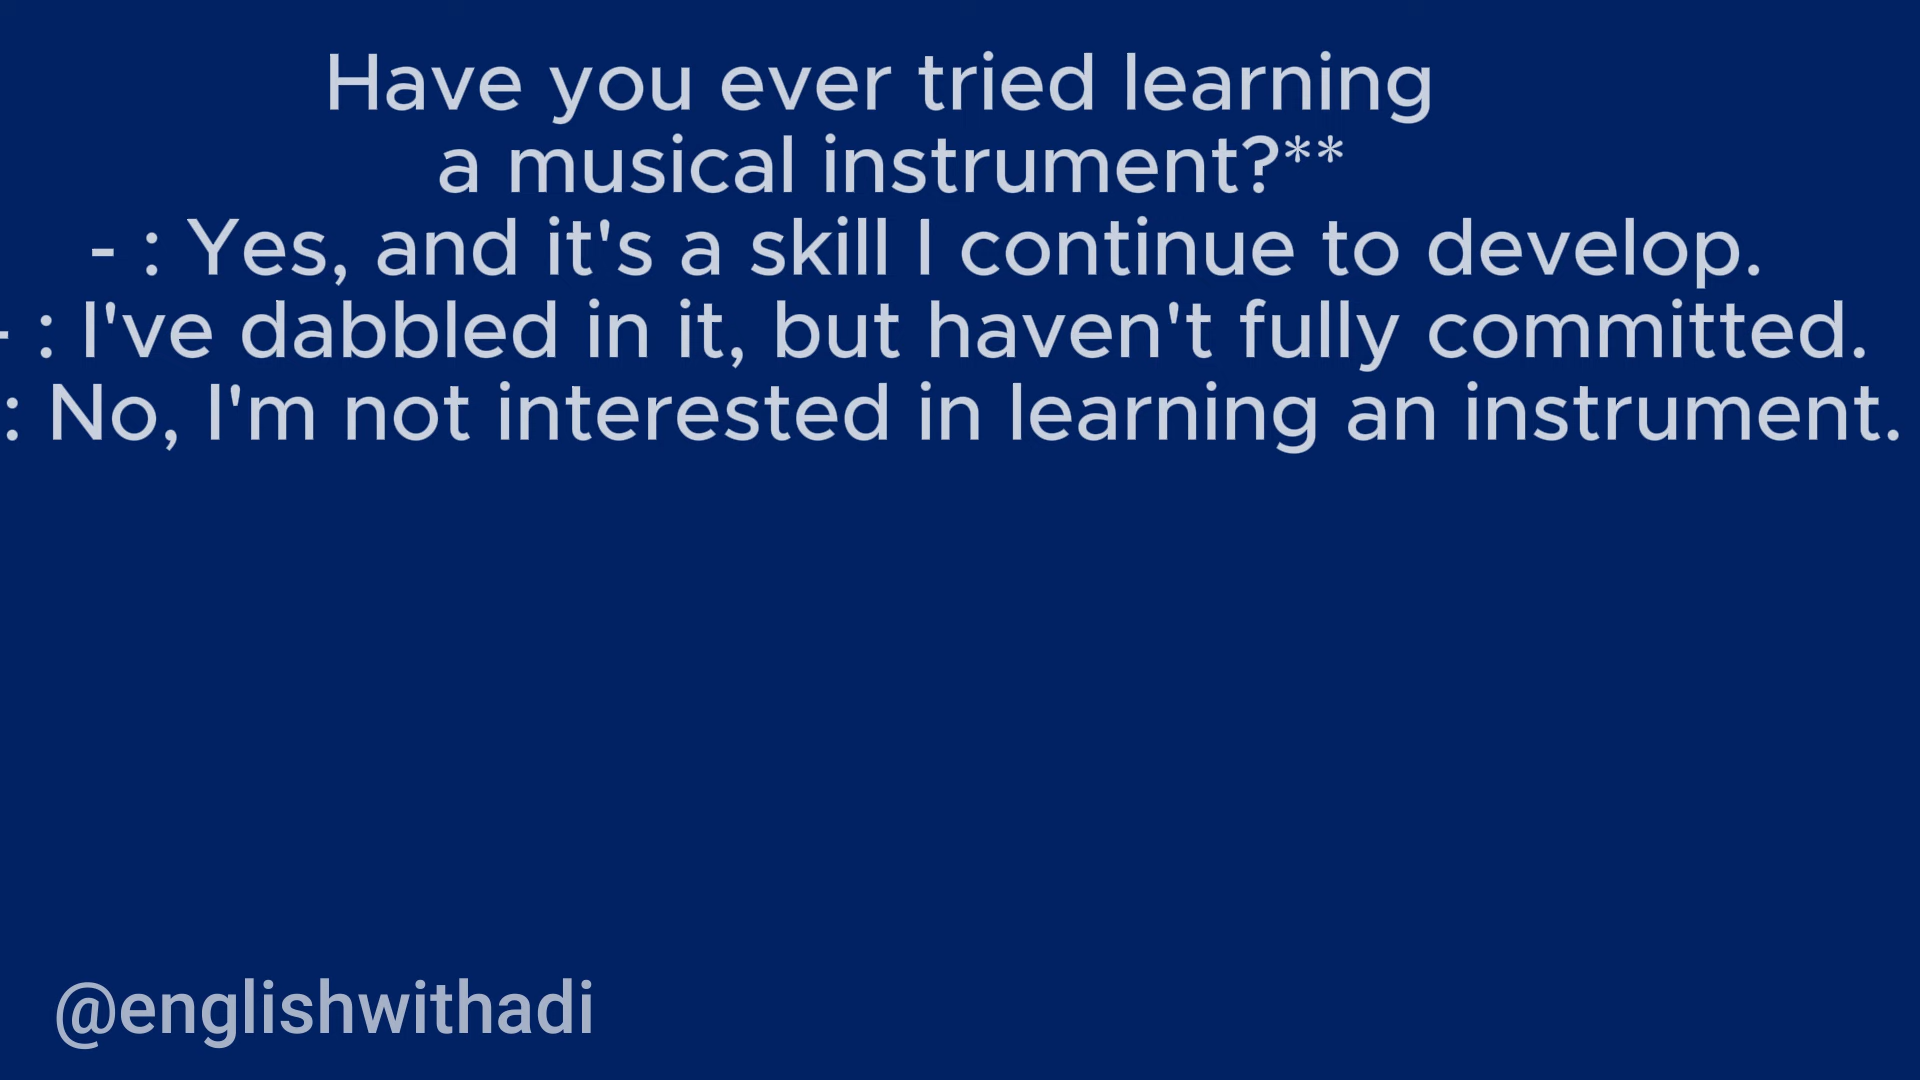 Have you ever tried learning
a musical instrument?**
- : Yes, and it's a skill I continue to develop.
- : I've dabbled in it, but haven't fully committed.
: No, I'm not interested in learning an instrument.
@englishwithadi